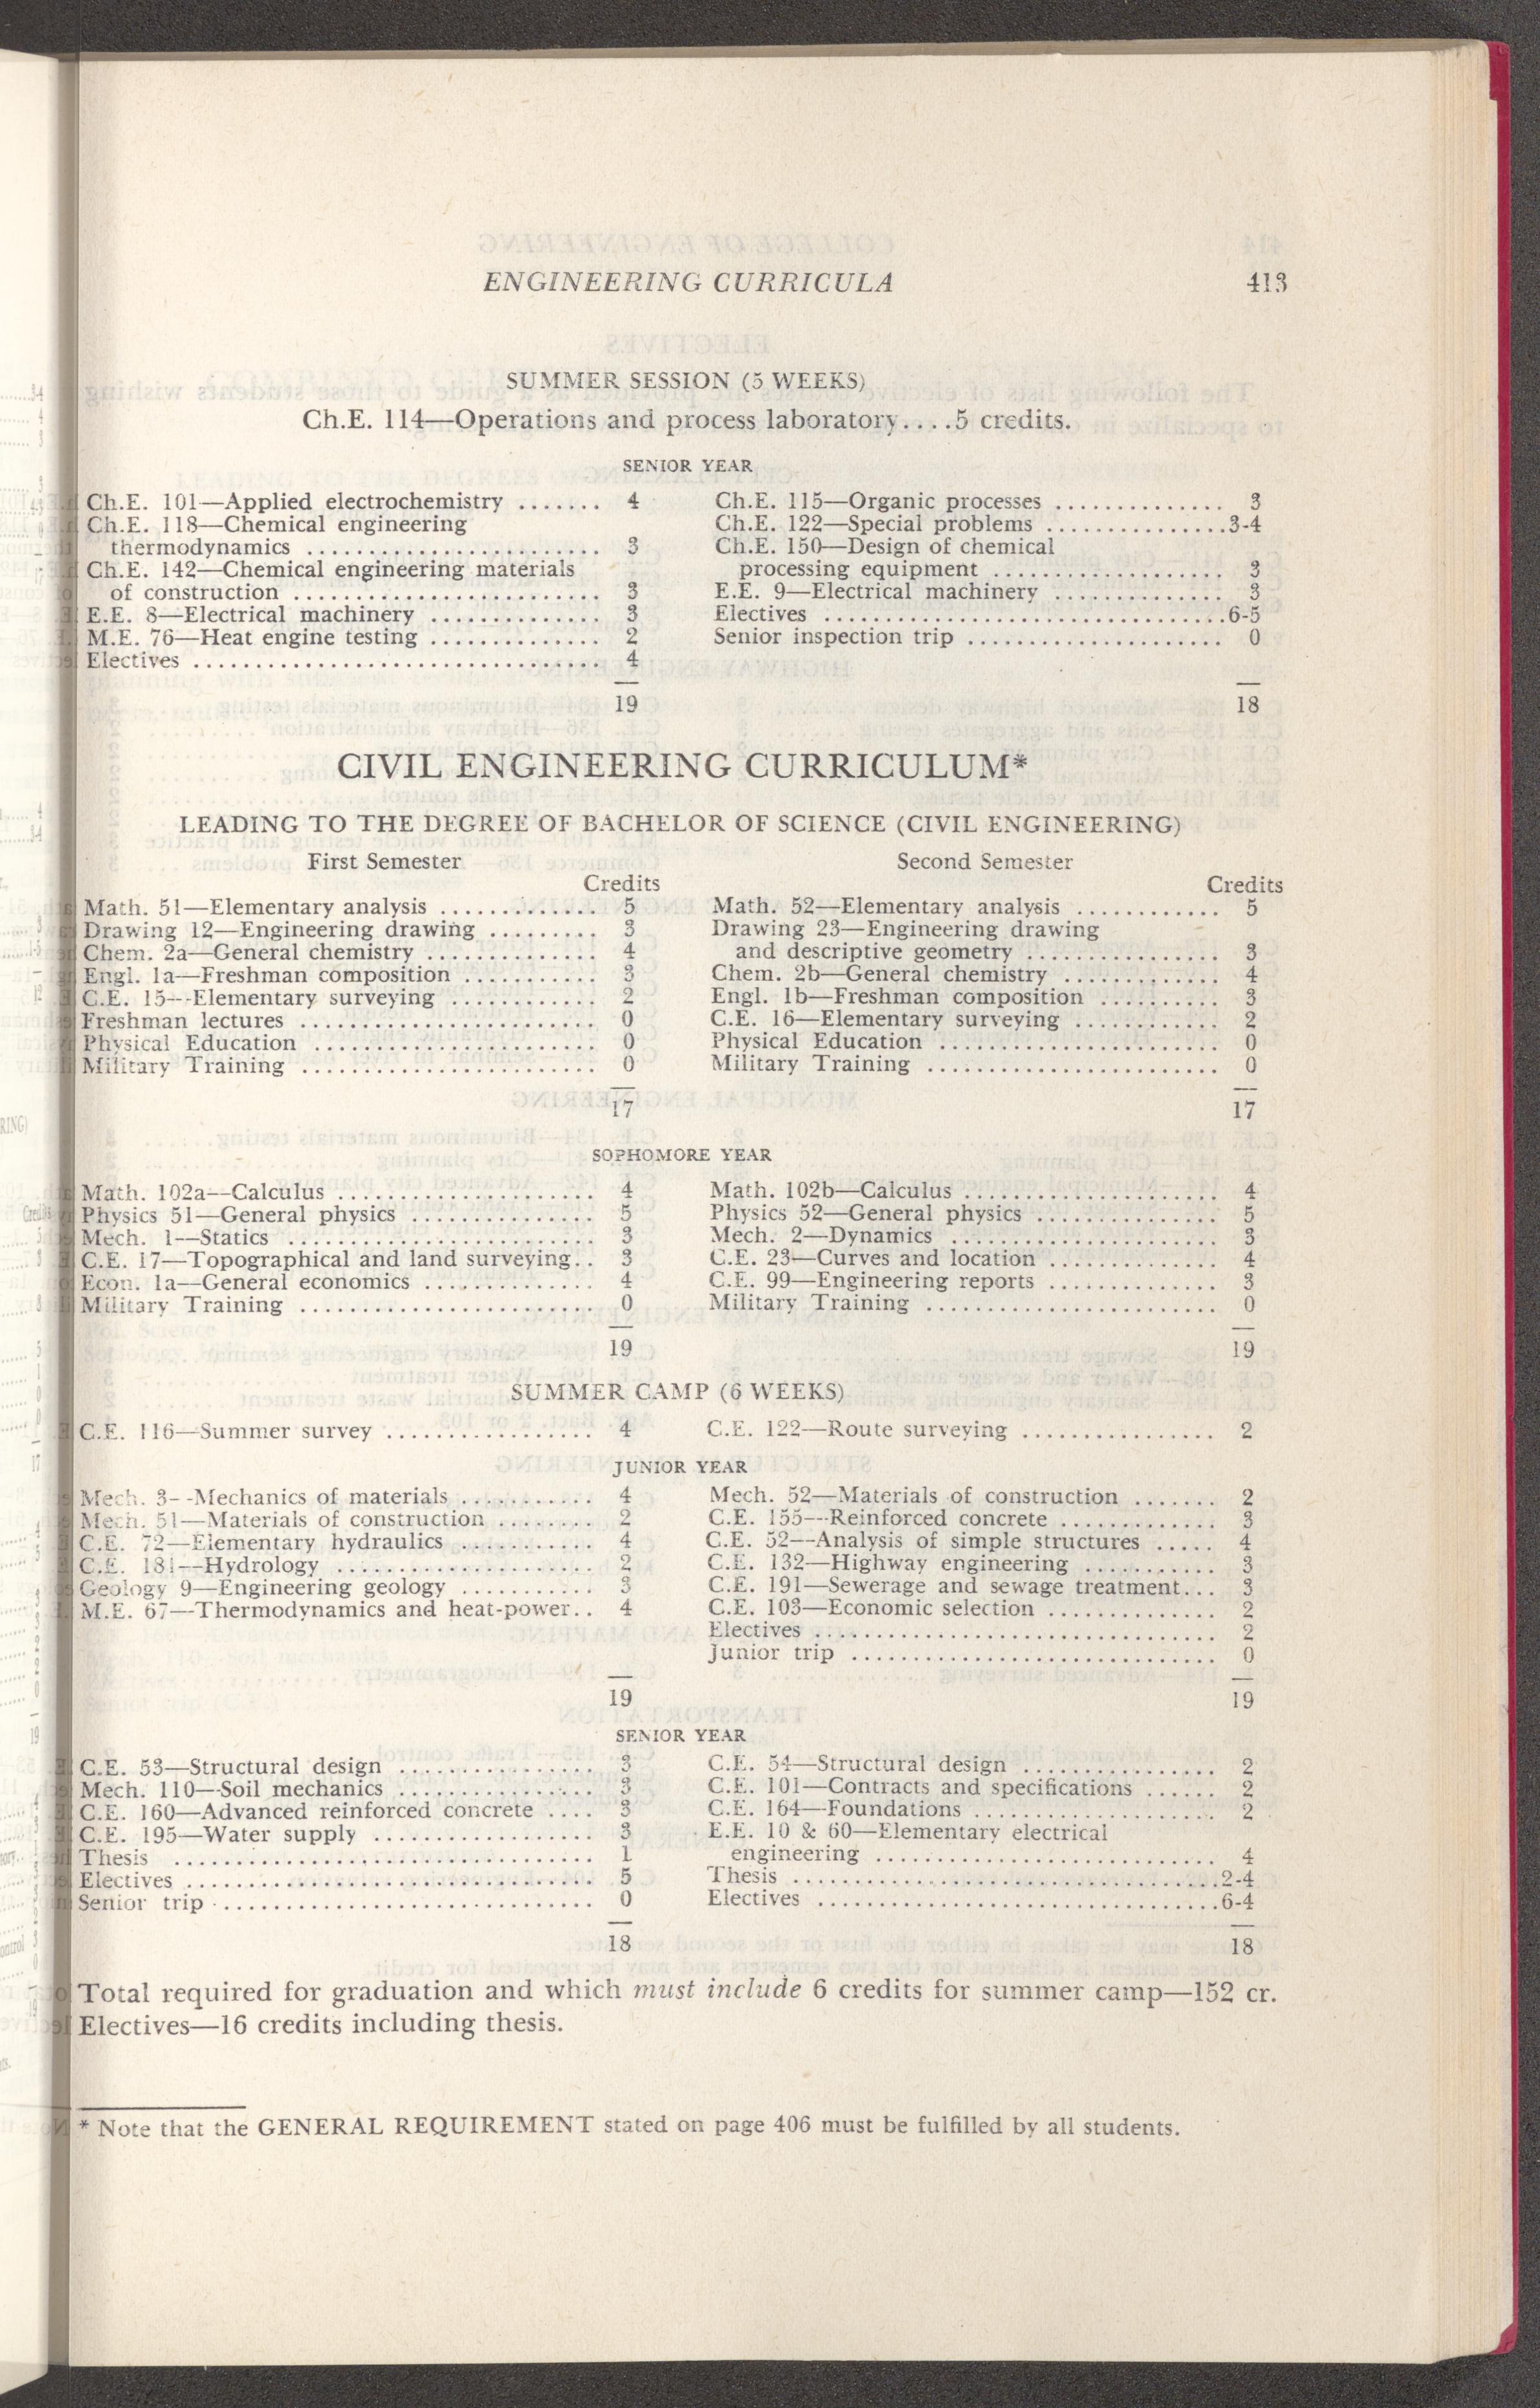 ENGINEERING CURRICULA 413
SUMMER SESSION (5 WEEKS)
Ch.E. 114—Operations and process laboratory....5 credits.
SENIOR YEAR
Ch.E. 101—Applied electrochemistry ....... 4
Ch.E. 118—Chemical engineering
thermodynamics ........................ 3
Ch.E. 142—Chemical engineering materials
of construction ......................... 3
E.E. 8—Electrical machinery .............. 3
M.E. 76—Heat engine testing .............. 2
Electives ................................. 4
19
Ch.E. 115—Organic processes .............. 3
Ch.E. 122—Special problems ...............3-4
Ch.E. 150—Design of chemical
processing equipment ................... 3
E.E. 9—Electrical machinery .............. 3
Electives .................................6-5
Senior inspection trip ..................... 0
18
CIVIL ENGINEERING CURRICULUM*
LEADING TO THE DEGREE OF BACHELOR OF SCIENCE (CIVIL ENGINEERING)
First Semester
Credits
Math. 51—Elementary analysis ............. 5
Drawing 12—Engineering drawing ......... 3
Chem. 2a—General chemistry .............. 4
Engl. 1a—Freshman composition ........... 3
C.E. 15—Elementary surveying ............ 2
Freshman lectures ........................ 0
Physical Education ....................... 0
Military Training ........................ 0
17
Second Semester
Credits
Math. 52—Elementary analysis ............ 5
Drawing 23—Engineering drawing
and descriptive geometry ................ 3
Chem. 2b—General chemistry ............. 4
Engl. 1b—Freshman composition .......... 3
C.E. 16—Elementary surveying ............ 2
Physical Education ....................... 0
Military Training ........................ 0
17
SOPHOMORE YEAR
Math. 102a—Calculus ..................... 4
Physics 51—General physics ............... 5
Mech. 1—Statics ......................... 3
C.E. 17—Topographical and land surveying.. 3
Econ. 1a—General economics .............. 4
Military Training ........................ 0
19
Math. 102b—Calculus ..................... 4
Physics 52—General physics ............... 5
Mech. 2—Dynamics ...................... 3
C.E. 23—Curves and location .............. 4
C.E. 99—Engineering reports .............. 3
Military Training ........................ 0
19
SUMMER CAMP (6 WEEKS)
C.E. 116—Summer survey ................. 4
C.E. 122—Route surveying ................ 2
JUNIOR YEAR
Mech. 3—Mechanics of materials ........... 4
Mech. 51—Materials of construction ........ 2
C.E. 72—Elementary hydraulics ........... 4
C.E. 181—Hydrology ..................... 2
Geology 9—Engineering geology ........... 3
M.E. 67—Thermodynamics and heat-power.. 4
19
Mech. 52—Materials of construction ....... 2
C.E. 155—Reinforced concrete ............. 3
C.E. 52—Analysis of simple structures ..... 4
C.E. 132—Highway engineering ........... 3
C.E. 191—Sewerage and sewage treatment... 3
C.E. 103—Economic selection .............. 2
Electives ................................. 2
Junior trip .............................. 0
19
SENIOR YEAR
C.E. 53—Structural design ................ 3
Mech. 110—Soil mechanics ................ 3
C.E. 160—Advanced reinforced concrete .... 3
C.E. 195—Water supply .................. 3
Thesis .................................. 1
Electives ................................. 5
Senior trip .............................. 0
18
C.E. 54—Structural design ................ 2
C.E. 101—Contracts and specifications ...... 2
C.E. 164—Foundations .................... 2
E.E. 10 & 60—Elementary electrical
engineering ............................ 4
Thesis ...................................2-4
Electives .................................6-4
18
Total required for graduation and which must include 6 credits for summer camp—152 cr.
Electives—16 credits including thesis.
* Note that the GENERAL REQUIREMENT stated on page 406 must be fulfilled by all students.